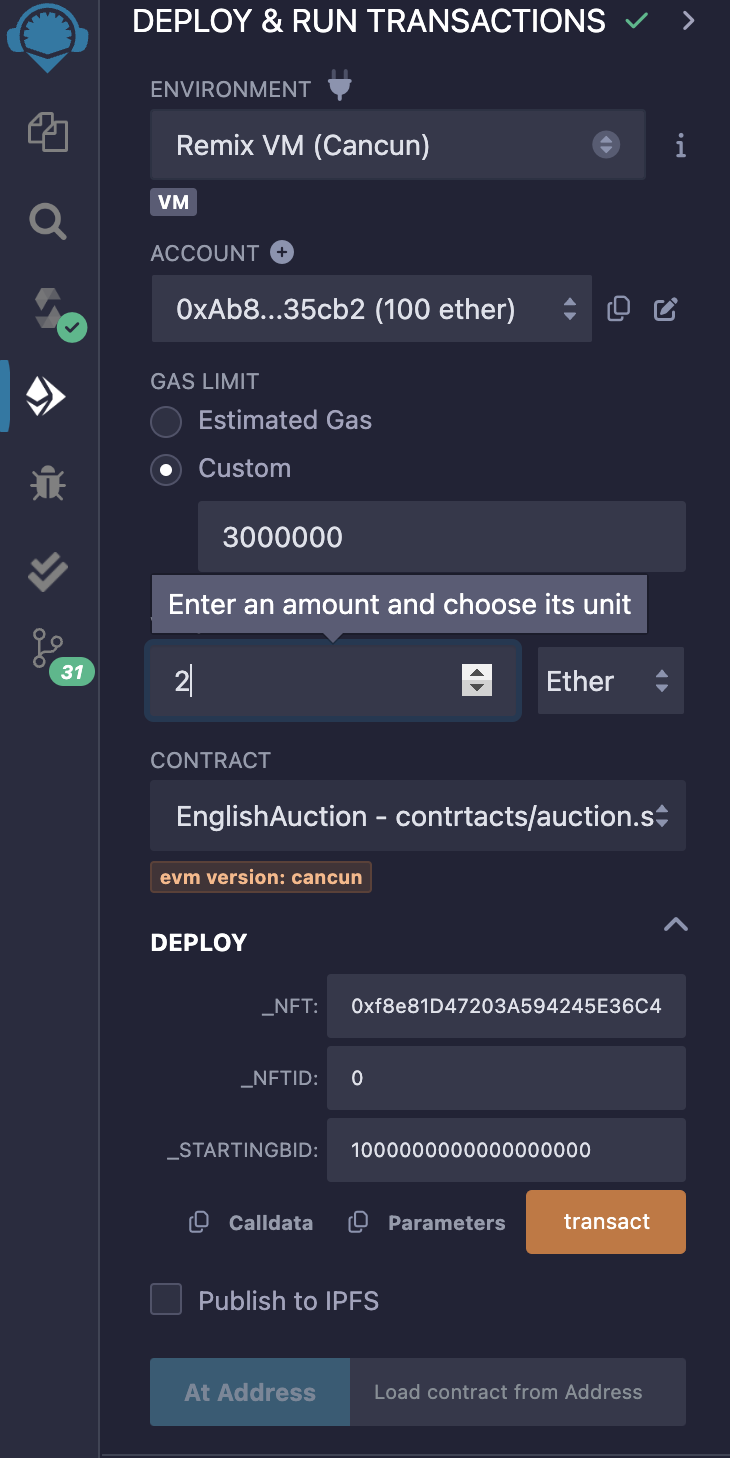 DEPLOY & RUN TRANSACTIONS
ENVIRONMENT
Remix VM (Cancun)
i
VM
ACCOUNT
0xAb8...35cb2 (100 ether)
GAS LIMIT
Estimated Gas
Custom
3000000
Enter an amount and choose its unit
2
Ether
31
CONTRACT
EnglishAuction - contrtacts/auction.s
evm version: cancun
DEPLOY
_NFT: 0xf8e81D47203A594245E36C4
_NFTID: 0
_STARTINGBID: 1000000000000000000
Calldata Parameters transact
Publish to IPFS
At Address Load contract from Address